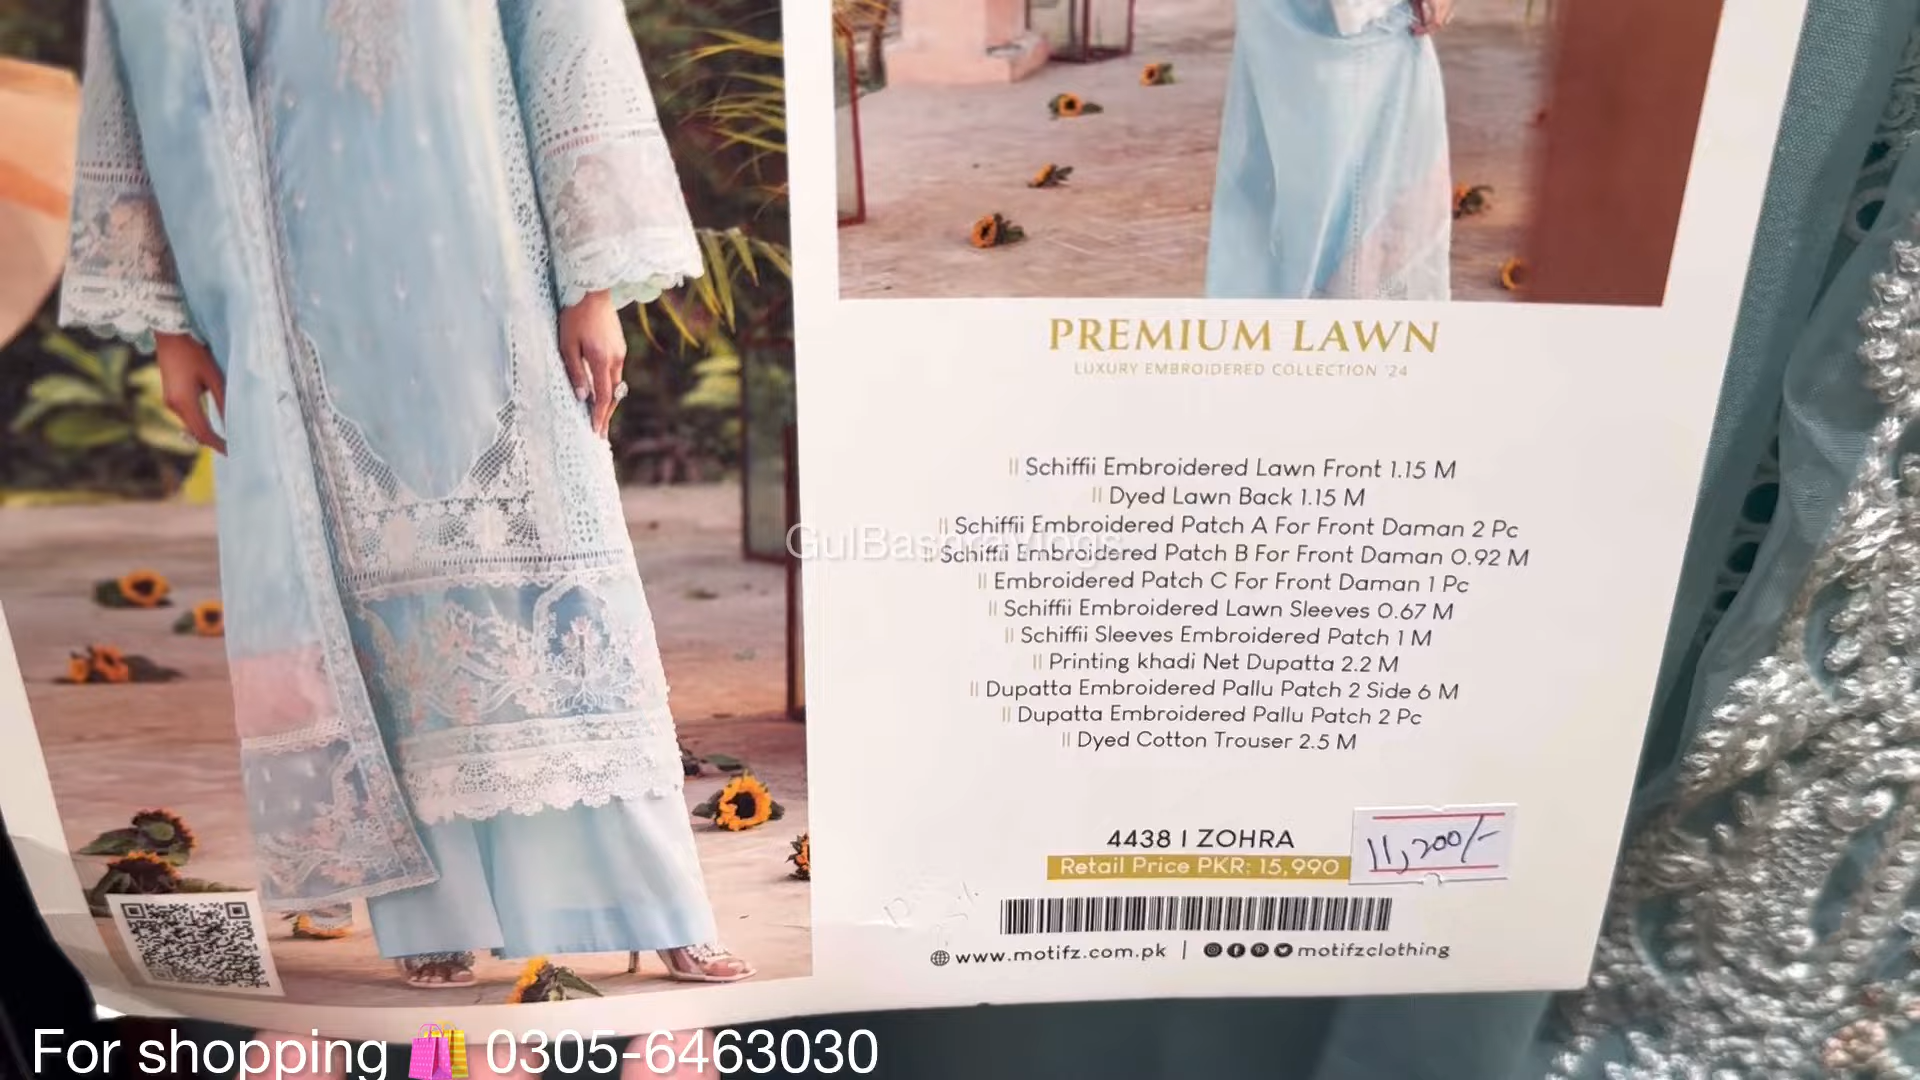 PREMIUM LAWN
LUXURY EMBROIDERED COLLECTION '24
|| Schiffii Embroidered Lawn Front 1.15 M
|| Dyed Lawn Back 1.15 M
|| Schiffii Embroidered Patch A For Front Daman 2 Pc
|| Schiffii Embroidered Patch B For Front Daman 0.92 M
|| Embroidered Patch C For Front Daman 1 Pc
|| Schiffii Embroidered Lawn Sleeves 0.67 M
|| Schiffii Sleeves Embroidered Patch 1 M
|| Printing khadi Net Dupatta 2.2 M
|| Dupatta Embroidered Pallu Patch 2 Side 6 M
|| Dupatta Embroidered Pallu Patch 2 Pc
|| Dyed Cotton Trouser 2.5 M
GulBashraVlogs
4438 | ZOHRA
Retail Price PKR: 15,990
11,200/-
www.motifz.com.pk | motifzclothing
For shopping 🛍️ 0305-6463030